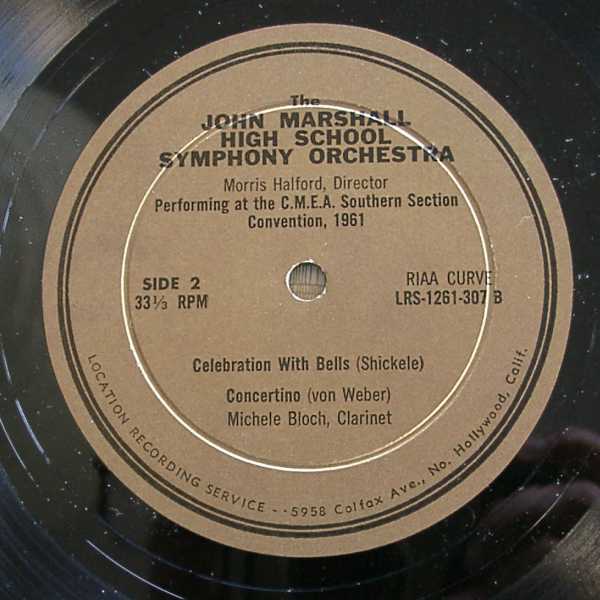 The
JOHN MARSHALL
HIGH SCHOOL
SYMPHONY ORCHESTRA
Morris Halford, Director
Performing at the C.M.E.A. Southern Section
Convention, 1961
SIDE 2
33⅓ RPM
RIAA CURVE
LRS-1261-307 B
Celebration With Bells (Shickele)
Concertino (von Weber)
Michele Bloch, Clarinet
LOCATION RECORDING SERVICE - - 5958 Colfax Ave., No. Hollywood, Calif.